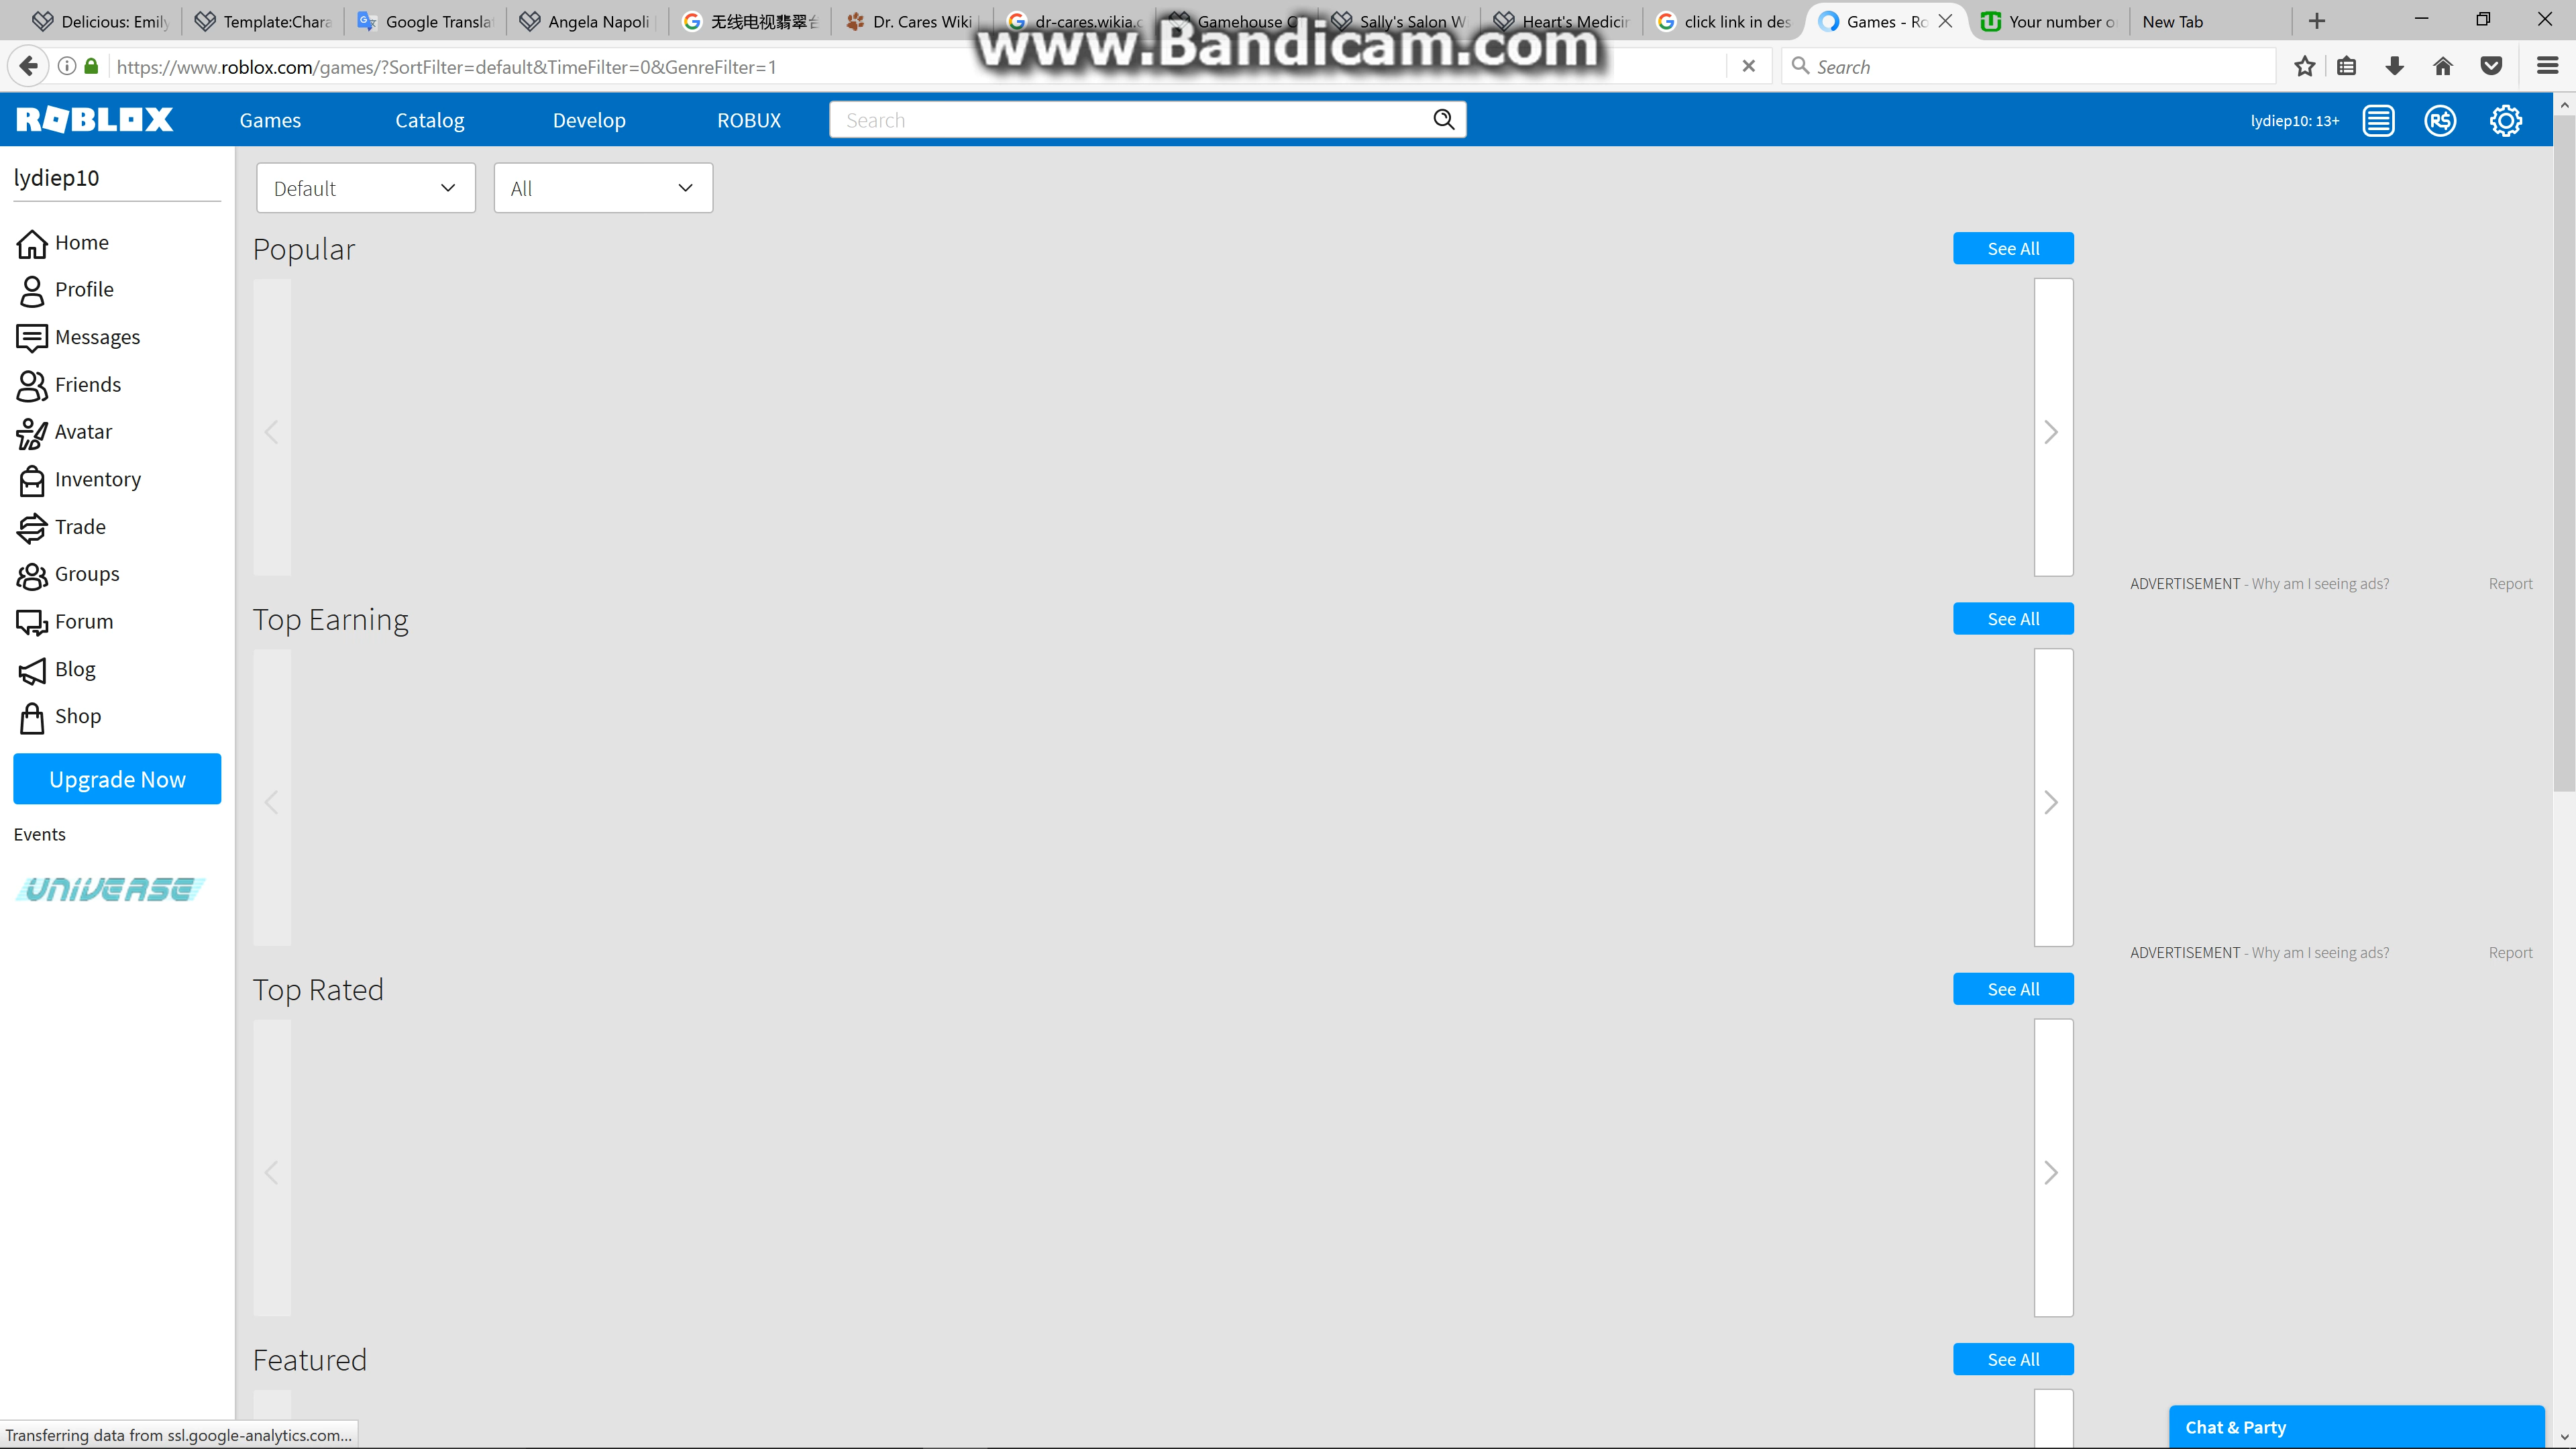 Delicious: Emily
Template:Chara
Google Translat
Angela Napoli
无线电视翡翠台
Dr. Cares Wiki
dr-cares.wikia.c
Gamehouse
Sally's Salon W
Heart's Medicin
click link in des
Games - Ro
Your number o
New Tab
www.Bandicam.com
https://www.roblox.com/games/?SortFilter=default&TimeFilter=0&GenreFilter=1
Search
ROBLOX
Games
Catalog
Develop
ROBUX
Search
lydiep10: 13+
R$
lydiep10
Home
Profile
Messages
Friends
Avatar
Inventory
Trade
Groups
Forum
Blog
Shop
Upgrade Now
Events
UNIVERSE
Default
All
Popular
See All
ADVERTISEMENT - Why am I seeing ads?
Report
Top Earning
See All
ADVERTISEMENT - Why am I seeing ads?
Report
Top Rated
See All
Featured
See All
Chat & Party
Transferring data from ssl.google-analytics.com...